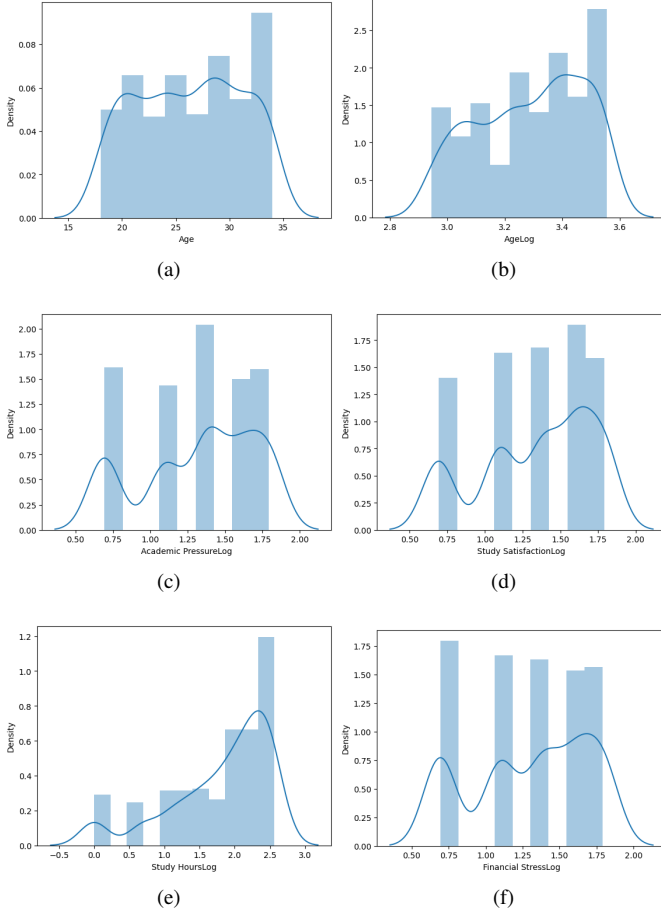 0.08
0.06
0.04
0.02
0.00
Density
15 20 25 30 35
Age
(a)
2.5
2.0
1.5
1.0
0.5
0.0
Density
2.8 3.0 3.2 3.4 3.6
AgeLog
(b)
2.00
1.75
1.50
1.25
1.00
0.75
0.50
0.25
0.00
Density
0.50 0.75 1.00 1.25 1.50 1.75 2.00
Academic PressureLog
(c)
1.75
1.50
1.25
1.00
0.75
0.50
0.25
0.00
Density
0.50 0.75 1.00 1.25 1.50 1.75 2.00
Study SatisfactionLog
(d)
1.2
1.0
0.8
0.6
0.4
0.2
0.0
Density
−0.5 0.0 0.5 1.0 1.5 2.0 2.5 3.0
Study HoursLog
(e)
1.75
1.50
1.25
1.00
0.75
0.50
0.25
0.00
Density
0.50 0.75 1.00 1.25 1.50 1.75 2.00
Financial StressLog
(f)